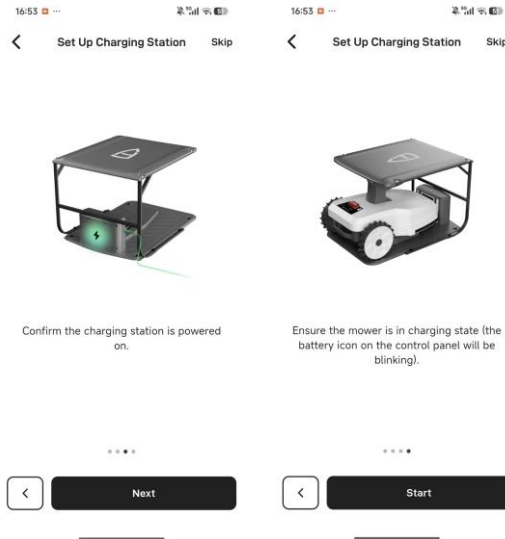 16:53
Set Up Charging Station Skip
Confirm the charging station is powered
on.
Next
16:53
Set Up Charging Station Skip
Ensure the mower is in charging state (the
battery icon on the control panel will be
blinking).
Start